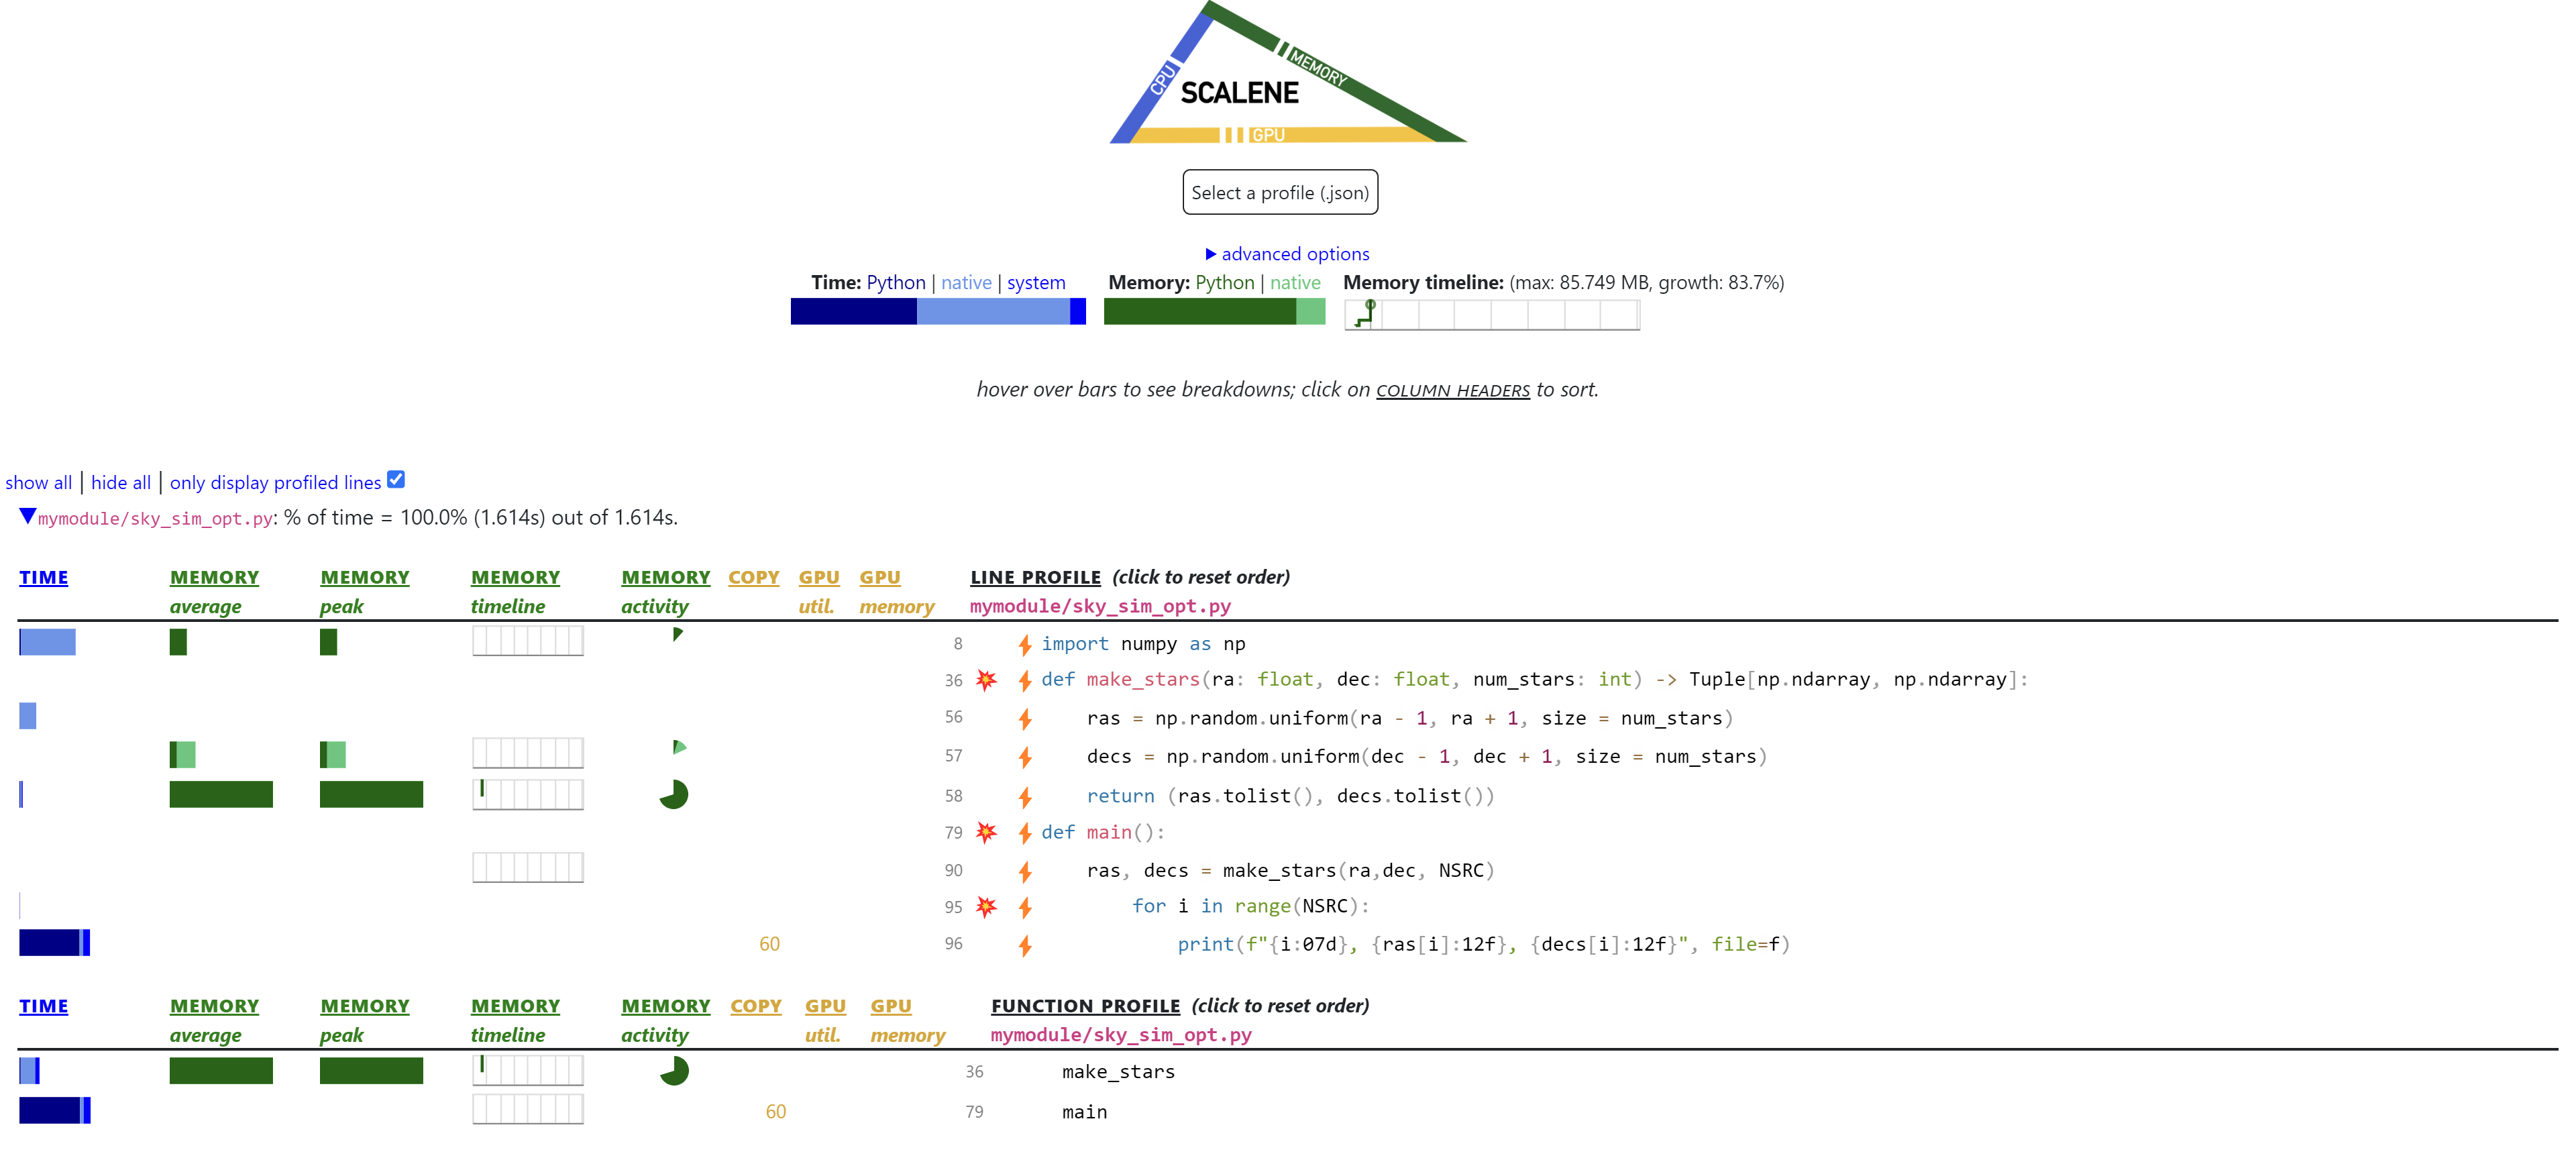 CPU
MEMORY
SCALENE
GPU
Select a profile (.json)
▶ advanced options
Time: Python | native | system Memory: Python | native Memory timeline: (max: 85.749 MB, growth: 83.7%)
hover over bars to see breakdowns; click on COLUMN HEADERS to sort.
show all | hide all | only display profiled lines
▼mymodule/sky_sim_opt.py: % of time = 100.0% (1.614s) out of 1.614s.
TIME MEMORY MEMORY MEMORY MEMORY COPY GPU GPU LINE PROFILE (click to reset order)
average peak timeline activity util. memory mymodule/sky_sim_opt.py
8 ⚡ import numpy as np
36 💥 ⚡ def make_stars(ra: float, dec: float, num_stars: int) -> Tuple[np.ndarray, np.ndarray]:
56 ⚡ ras = np.random.uniform(ra - 1, ra + 1, size = num_stars)
57 ⚡ decs = np.random.uniform(dec - 1, dec + 1, size = num_stars)
58 ⚡ return (ras.tolist(), decs.tolist())
79 💥 ⚡ def main():
90 ⚡ ras, decs = make_stars(ra,dec, NSRC)
95 💥 ⚡ for i in range(NSRC):
60 96 ⚡ print(f"{i:07d}, {ras[i]:12f}, {decs[i]:12f}", file=f)
TIME MEMORY MEMORY MEMORY MEMORY COPY GPU GPU FUNCTION PROFILE (click to reset order)
average peak timeline activity util. memory mymodule/sky_sim_opt.py
36 make_stars
60 79 main